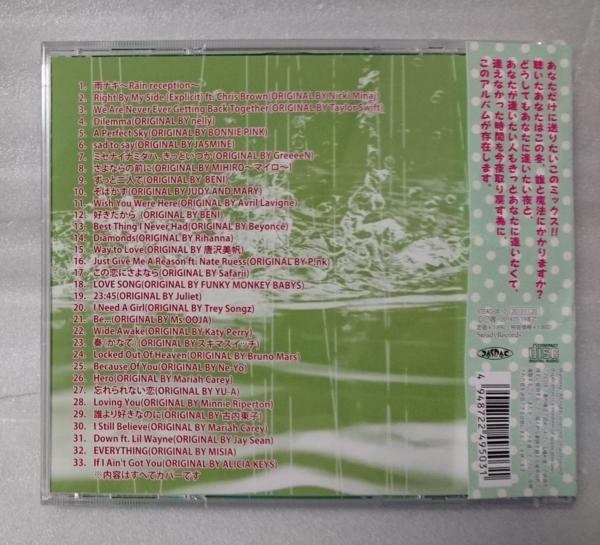 1. 雨ナキ～Rain reception～
2. Right By My Side [Explicit] ft. Chris Brown(ORIGINAL BY Nicki Minaj)
3. We Are Never Ever Getting Back Together(ORIGINAL BY Taylor Swift)
4. Dilemma(ORIGINAL BY nelly)
5. A Perfect Sky(ORIGINAL BY BONNIE PINK)
6. sad to say(ORIGINAL BY JASMINE)
7. ミセナイナミダハ、きっといつか(ORIGINAL BY GReeeeN)
8. さよならの前に(ORIGINAL BY MIHIRO～マイロ～)
9. ずっと二人で(ORIGINAL BY BENI)
10. そばかす(ORIGINAL BY JUDY AND MARY)
11. Wish You Were Here(ORIGINAL BY Avril Lavigne)
12. 好きだから (ORIGINAL BY BENI)
13. Best Thing I Never Had(ORIGINAL BY Beyonce)
14. Diamonds(ORIGINAL BY Rihanna)
15. Way to Love(ORIGINAL BY 唐沢美帆)
16. Just Give Me A Reason ft. Nate Ruess(ORIGINAL BY P!nk)
17. この恋にさよなら(ORIGINAL BY Safarii)
18. LOVE SONG(ORIGINAL BY FUNKY MONKEY BABYS)
19. 23:45(ORIGINAL BY Juliet)
20. I Need A Girl(ORIGINAL BY Trey Songz)
21. Be...(ORIGINAL BY Ms.OOJA)
22. Wide Awake(ORIGINAL BY Katy Perry)
23. 奏(かなで)(ORIGINAL BY スキマスイッチ)
24. Locked Out Of Heaven(ORIGINAL BY Bruno Mars)
25. Because Of You(ORIGINAL BY Ne-Yo)
26. Hero(ORIGINAL BY Mariah Carey)
27. 忘れられない恋(ORIGINAL BY YU-A)
28. Loving You(ORIGINAL BY Minnie Riperton)
29. 誰より好きなのに(ORIGINAL BY 古内東子)
30. I Still Believe(ORIGINAL BY Mariah Carey)
31. Down ft. Lil Wayne(ORIGINAL BY Jay Sean)
32. EVERYTHING(ORIGINAL BY MISIA)
33. If I Ain't Got You(ORIGINAL BY ALICIA KEYS)
※内容はすべてカバーです
あなただけに送りたいこのミックス!!
聴いたあなたはこの冬、誰と魔法にかかりますか?
どうしてもあなたに逢いたい夜と、
あなたが逢いたい人もきっとあなたに逢いたくて、
逢えなかった時間を今夜取り戻す為に、
このアルバムが存在します。
SteadyRecords
JASRAC
COMPACT
disc
DIGITAL AUDIO
4 948722 495031